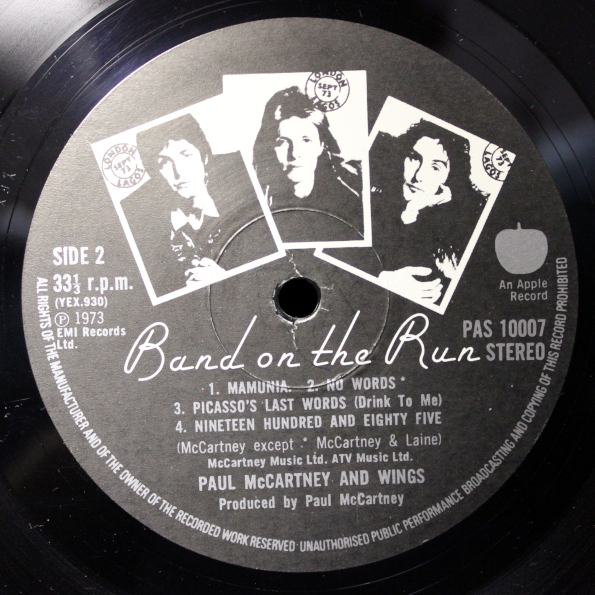 LONDON
SEPT
73
LAGOS
LONDON
SEPT
73
LAGOS
LONDON
SEPT
73
LAGOS
SIDE 2
33⅓ r.p.m.
(YEX.930)
Ⓟ 1973
EMI Records
Ltd.
An Apple
Record
PAS 10007
STEREO
Band on the Run
1. MAMUNIA. 2. NO WORDS *
3. PICASSO'S LAST WORDS (Drink To Me)
4. NINETEEN HUNDRED AND EIGHTY FIVE
(McCartney except * McCartney & Laine)
McCartney Music Ltd. ATV Music Ltd.
PAUL McCARTNEY AND WINGS
Produced by Paul McCartney
ALL RIGHTS OF THE MANUFACTURER AND OF THE OWNER OF THE RECORDED WORK RESERVED · UNAUTHORISED PUBLIC PERFORMANCE BROADCASTING AND COPYING OF THIS RECORD PROHIBITED